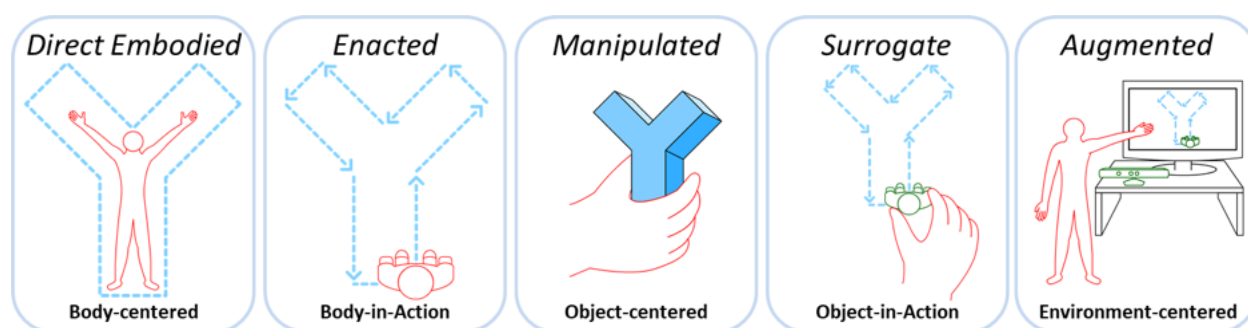 Direct Embodied
Body-centered
Enacted
Body-in-Action
Manipulated
Object-centered
Surrogate
Object-in-Action
Augmented
Environment-centered